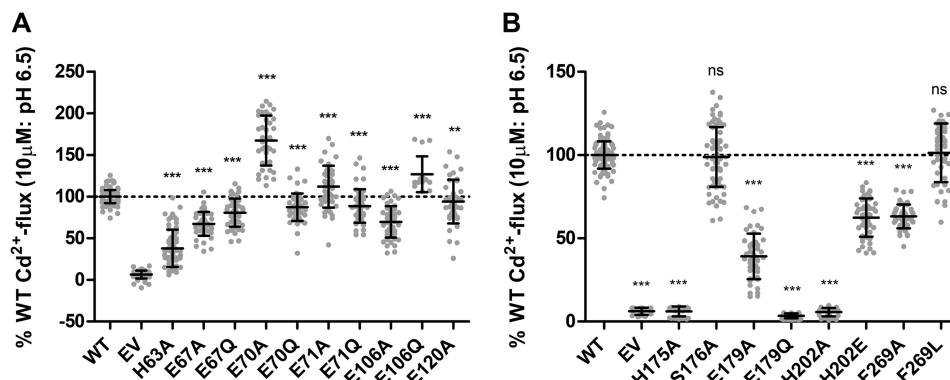 A
% WT Cd2+-flux (10µM: pH 6.5)
250
200
150
100
50
0
-50
***
***
***
***
***
***
***
***
***
**
WT
EV
H63A
E67A
E67Q
E70A
E70Q
E71A
E71Q
E106A
E106Q
E120A
B
% WT Cd2+-flux (10µM: pH 6.5)
150
100
50
0
***
***
ns
***
***
***
***
***
ns
WT
EV
H175A
S176A
E179A
E179Q
H202A
H202E
F269A
F269L